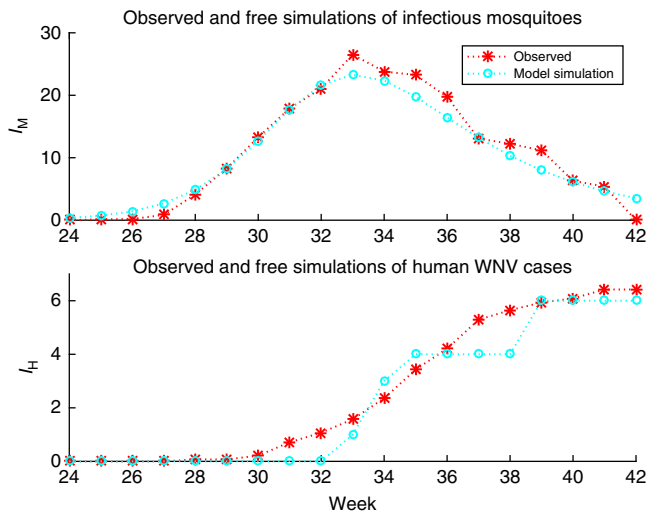 Observed and free simulations of infectious mosquitoes
30
20
10
0
I_M
Observed
Model simulation
24 26 28 30 32 34 36 38 40 42
Observed and free simulations of human WNV cases
6
4
2
0
I_H
24 26 28 30 32 34 36 38 40 42
Week